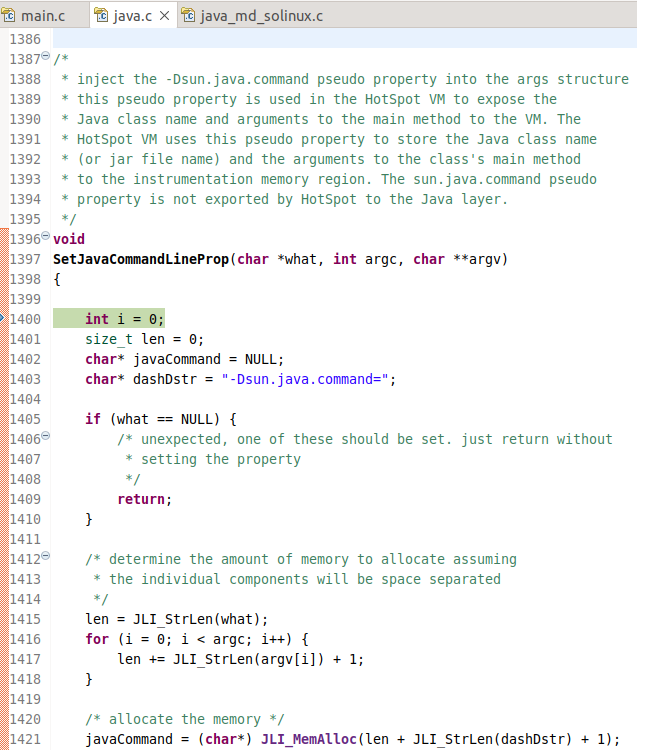 main.c java.c java_md_solinux.c
1386
1387 /*
1388  * inject the -Dsun.java.command pseudo property into the args structure
1389  * this pseudo property is used in the HotSpot VM to expose the
1390  * Java class name and arguments to the main method to the VM. The
1391  * HotSpot VM uses this pseudo property to store the Java class name
1392  * (or jar file name) and the arguments to the class's main method
1393  * to the instrumentation memory region. The sun.java.command pseudo
1394  * property is not exported by HotSpot to the Java layer.
1395  */
1396 void
1397 SetJavaCommandLineProp(char *what, int argc, char **argv)
1398 {
1399
1400     int i = 0;
1401     size_t len = 0;
1402     char* javaCommand = NULL;
1403     char* dashDstr = "-Dsun.java.command=";
1404
1405     if (what == NULL) {
1406         /* unexpected, one of these should be set. just return without
1407          * setting the property
1408          */
1409         return;
1410     }
1411
1412     /* determine the amount of memory to allocate assuming
1413      * the individual components will be space separated
1414      */
1415     len = JLI_StrLen(what);
1416     for (i = 0; i < argc; i++) {
1417         len += JLI_StrLen(argv[i]) + 1;
1418     }
1419
1420     /* allocate the memory */
1421     javaCommand = (char*) JLI_MemAlloc(len + JLI_StrLen(dashDstr) + 1);